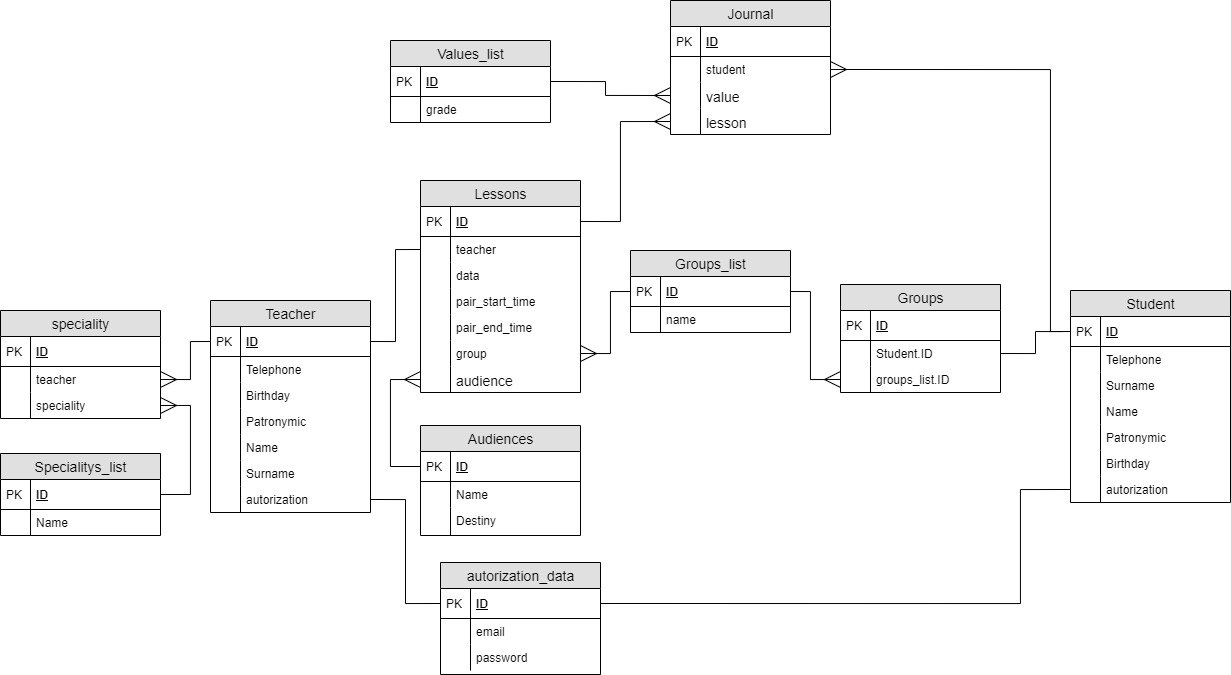 Journal
PK ID
student
value
lesson
Values_list
PK ID
grade
Lessons
PK ID
teacher
data
pair_start_time
pair_end_time
group
audience
Groups_list
PK ID
name
Groups
PK ID
Student.ID
groups_list.ID
Student
PK ID
Telephone
Surname
Name
Patronymic
Birthday
autorization
Teacher
PK ID
Telephone
Birthday
Patronymic
Name
Surname
autorization
speciality
PK ID
teacher
speciality
Specialitys_list
PK ID
Name
Audiences
PK ID
Name
Destiny
autorization_data
PK ID
email
password